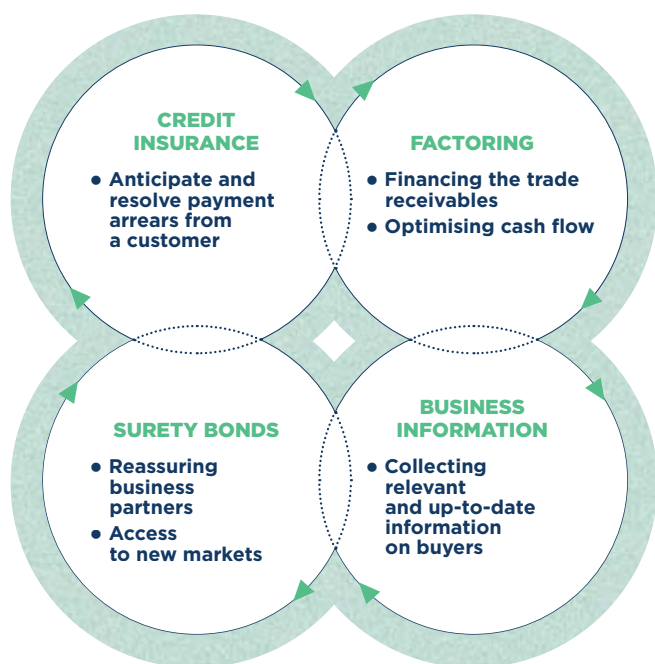 CREDIT
INSURANCE
• Anticipate and
resolve payment
arrears from
a customer
FACTORING
• Financing the trade
receivables
• Optimising cash flow
SURETY BONDS
• Reassuring
business
partners
• Access
to new markets
BUSINESS
INFORMATION
• Collecting
relevant
and up-to-date
information
on buyers